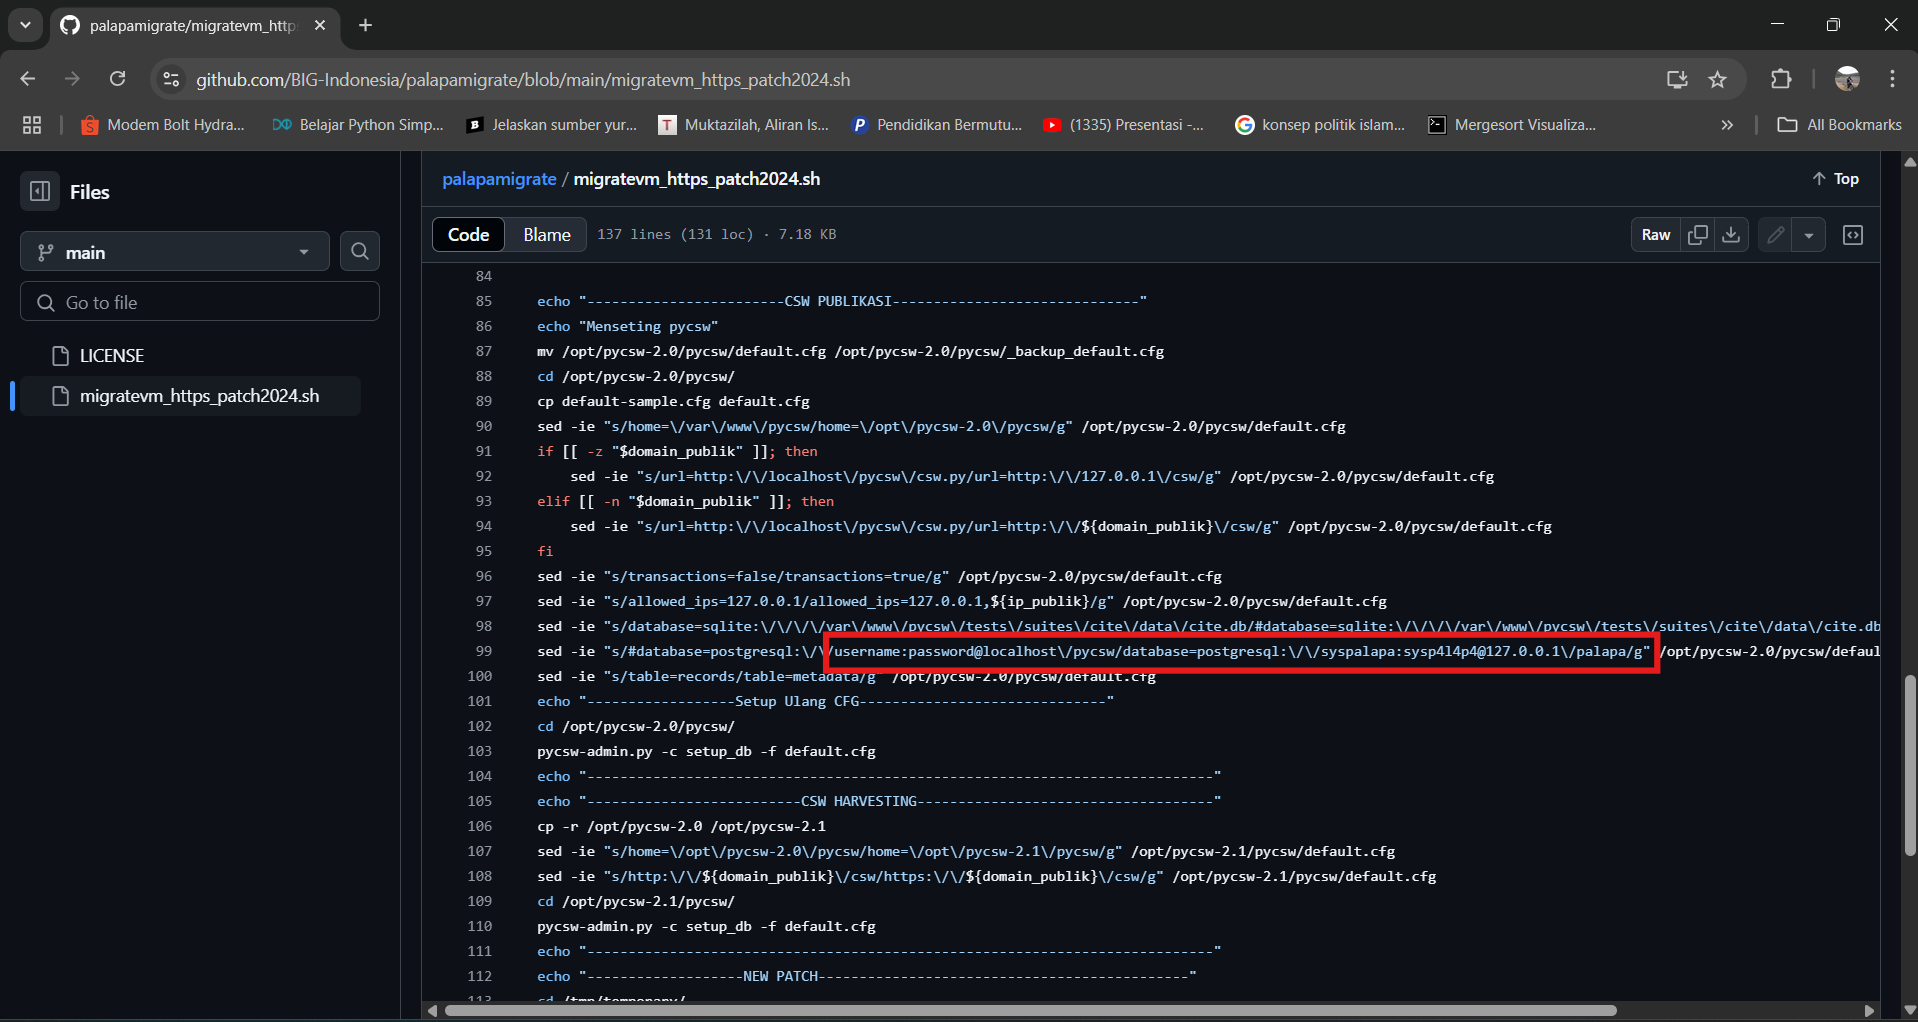 palapamigrate/migratevm_http
github.com/BIG-Indonesia/palapamigrate/blob/main/migratevm_https_patch2024.sh
Modem Bolt Hydra...
Belajar Python Simp...
Jelaskan sumber yur...
Muktazilah, Aliran Is...
Pendidikan Bermutu...
(1335) Presentasi -...
konsep politik islam...
Mergesort Visualiza...
All Bookmarks
Files
main
Go to file
LICENSE
migratevm_https_patch2024.sh
palapamigrate / migratevm_https_patch2024.sh
Top
Code
Blame
137 lines (131 loc) · 7.18 KB
Raw
84
85 echo "------------------------CSW PUBLIKASI------------------------------"
86 echo "Menseting pycsw"
87 mv /opt/pycsw-2.0/pycsw/default.cfg /opt/pycsw-2.0/pycsw/_backup_default.cfg
88 cd /opt/pycsw-2.0/pycsw/
89 cp default-sample.cfg default.cfg
90 sed -ie "s/home=\/var\/www\/pycsw/home=\/opt\/pycsw-2.0\/pycsw/g" /opt/pycsw-2.0/pycsw/default.cfg
91 if [[ -z "$domain_publik" ]]; then
92 sed -ie "s/url=http:\/\/localhost\/pycsw\/csw.py/url=http:\/\/127.0.0.1\/csw/g" /opt/pycsw-2.0/pycsw/default.cfg
93 elif [[ -n "$domain_publik" ]]; then
94 sed -ie "s/url=http:\/\/localhost\/pycsw\/csw.py/url=http:\/\/${domain_publik}\/csw/g" /opt/pycsw-2.0/pycsw/default.cfg
95 fi
96 sed -ie "s/transactions=false/transactions=true/g" /opt/pycsw-2.0/pycsw/default.cfg
97 sed -ie "s/allowed_ips=127.0.0.1/allowed_ips=127.0.0.1,${ip_publik}/g" /opt/pycsw-2.0/pycsw/default.cfg
98 sed -ie "s/database=sqlite:\/\/\/\/var\/www\/pycsw\/tests\/suites\/cite\/data\/cite.db/#database=sqlite:\/\/\/\/var\/www\/pycsw\/tests\/suites\/cite\/data\/cite.db
99 sed -ie "s/#database=postgresql:\/\/username:password@localhost\/pycsw/database=postgresql:\/\/syspalapa:sysp4l4p4@127.0.0.1\/palapa/g" /opt/pycsw-2.0/pycsw/defaul
100 sed -ie "s/table=records/table=metadata/g" /opt/pycsw-2.0/pycsw/default.cfg
101 echo "------------------Setup Ulang CFG------------------------------"
102 cd /opt/pycsw-2.0/pycsw/
103 pycsw-admin.py -c setup_db -f default.cfg
104 echo "----------------------------------------------------------------------------"
105 echo "--------------------------CSW HARVESTING------------------------------------"
106 cp -r /opt/pycsw-2.0 /opt/pycsw-2.1
107 sed -ie "s/home=\/opt\/pycsw-2.0\/pycsw/home=\/opt\/pycsw-2.1\/pycsw/g" /opt/pycsw-2.1/pycsw/default.cfg
108 sed -ie "s/http:\/\/${domain_publik}\/csw/https:\/\/${domain_publik}\/csw/g" /opt/pycsw-2.1/pycsw/default.cfg
109 cd /opt/pycsw-2.1/pycsw/
110 pycsw-admin.py -c setup_db -f default.cfg
111 echo "----------------------------------------------------------------------------"
112 echo "-------------------NEW PATCH---------------------------------------------"
113 cd /tmp/temporary/